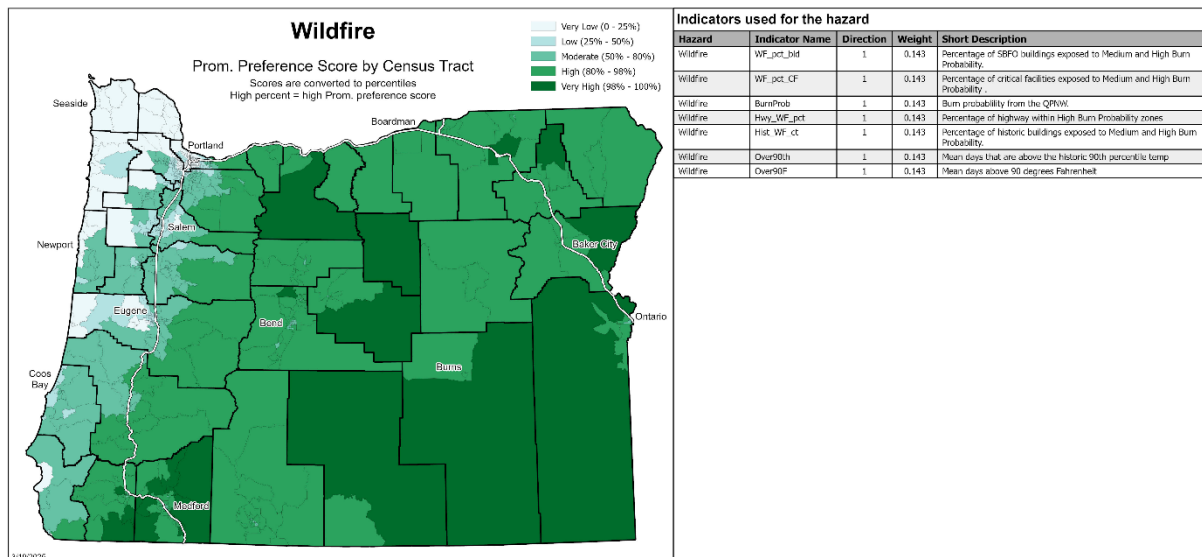 Wildfire
Prom. Preference Score by Census Tract
Scores are converted to percentiles
High percent = high Prom. preference score
Very Low (0 - 25%)
Low (25% - 50%)
Moderate (50% - 80%)
High (80% - 98%)
Very High (98% - 100%)
Seaside
Boardman
Portland
Salem
Newport
Baker City
Eugene
Bend
Ontario
Burns
Coos
Bay
Medford
Indicators used for the hazard
Hazard Indicator Name Direction Weight Short Description
Wildfire WF_pct_bld 1 0.143 Percentage of SBFO buildings exposed to Medium and High Burn
Probability.
Wildfire WF_pct_CF 1 0.143 Percentage of critical facilities exposed to Medium and High Burn
Probability .
Wildfire BurnProb 1 0.143 Burn probability from the QPNW.
Wildfire Hwy_WF_pct 1 0.143 Percentage of highway within High Burn Probability zones
Wildfire Hist_WF_ct 1 0.143 Percentage of historic buildings exposed to Medium and High Burn
Probability.
Wildfire Over90th 1 0.143 Mean days that are above the historic 90th percentile temp
Wildfire Over90F 1 0.143 Mean days above 90 degrees Fahrenheit